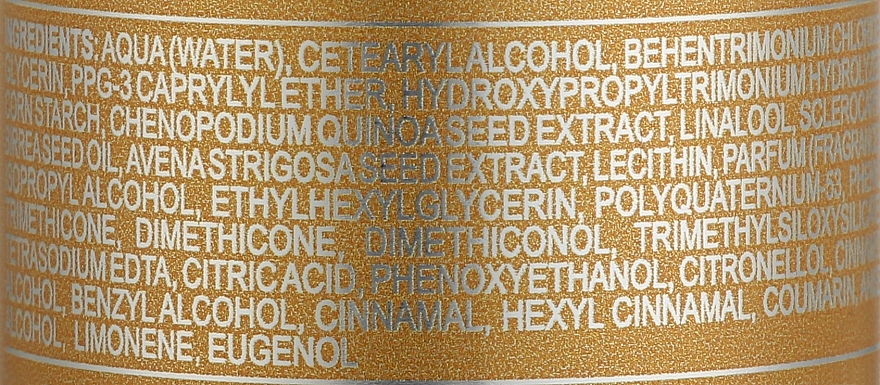 INGREDIENTS: AQUA (WATER), CETEARYL ALCOHOL, BEHENTRIMONIUM
GLYCERIN, PPG-3 CAPRYLYL ETHER, HYDROXYPROPYLTRIMONIUM
CORN STARCH, CHENOPODIUM QUINOA SEED EXTRACT, LINALOOL,
SEED OIL, AVENA STRIGOSA SEED EXTRACT, LECITHIN, PARFUM
ALCOHOL, ETHYLHEXYLGLYCERIN, POLYQUATERNIUM-63,
DIMETHICONE, DIMETHICONOL,
TETRASODIUM EDTA, CITRIC ACID, PHENOXYETHANOL, CITRONELLOL,
ALCOHOL, BENZYL ALCOHOL, CINNAMAL, HEXYL CINNAMAL, COUMARIN,
ALCOHOL, LIMONENE, EUGENOL